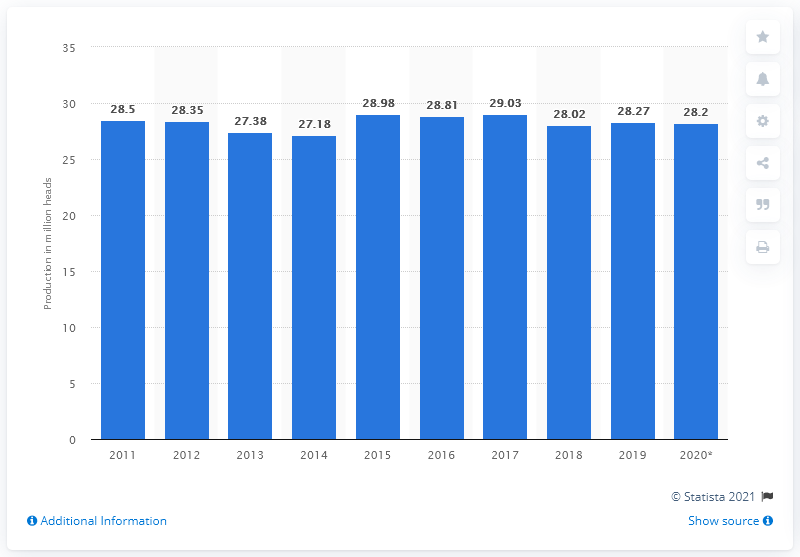 35
30
25
20
15
10
5
0
Production in million heads
28.5 28.35 27.38 27.18 28.98 28.81 29.03 28.02 28.27 28.2
2011 2012 2013 2014 2015 2016 2017 2018 2019 2020*
© Statista 2021
Additional Information Show source